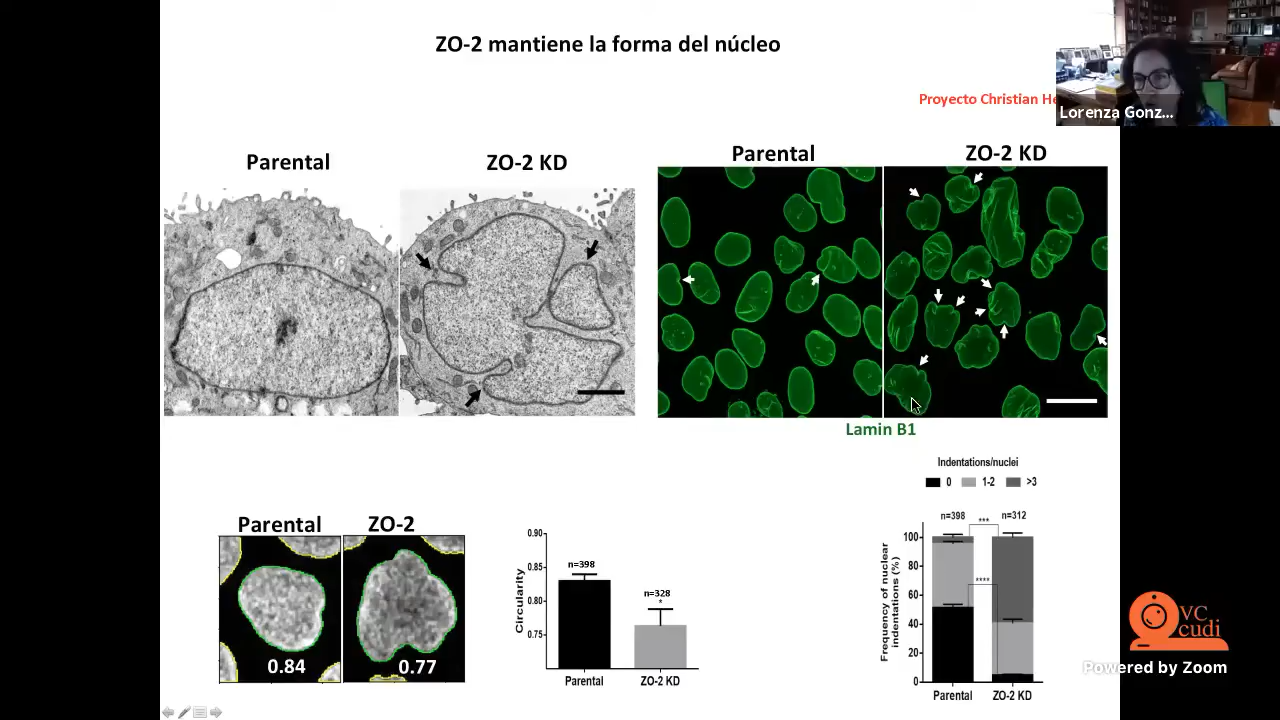 ZO-2 mantiene la forma del núcleo
Proyecto Christian He
Lorenza Gonz...
Parental
ZO-2 KD
Parental
ZO-2 KD
Lamin B1
Parental
ZO-2
0.84
0.77
Circularity
0.90
0.85
0.80
0.75
n=398
n=328
*
Parental
ZO-2 KD
Indentations/nuclei
0
1-2
>3
Frequency of nuclear
indentations (%)
100
80
60
40
20
0
n=398
n=312
***
****
Parental
ZO-2 KD
VC
cudi
Powered by Zoom